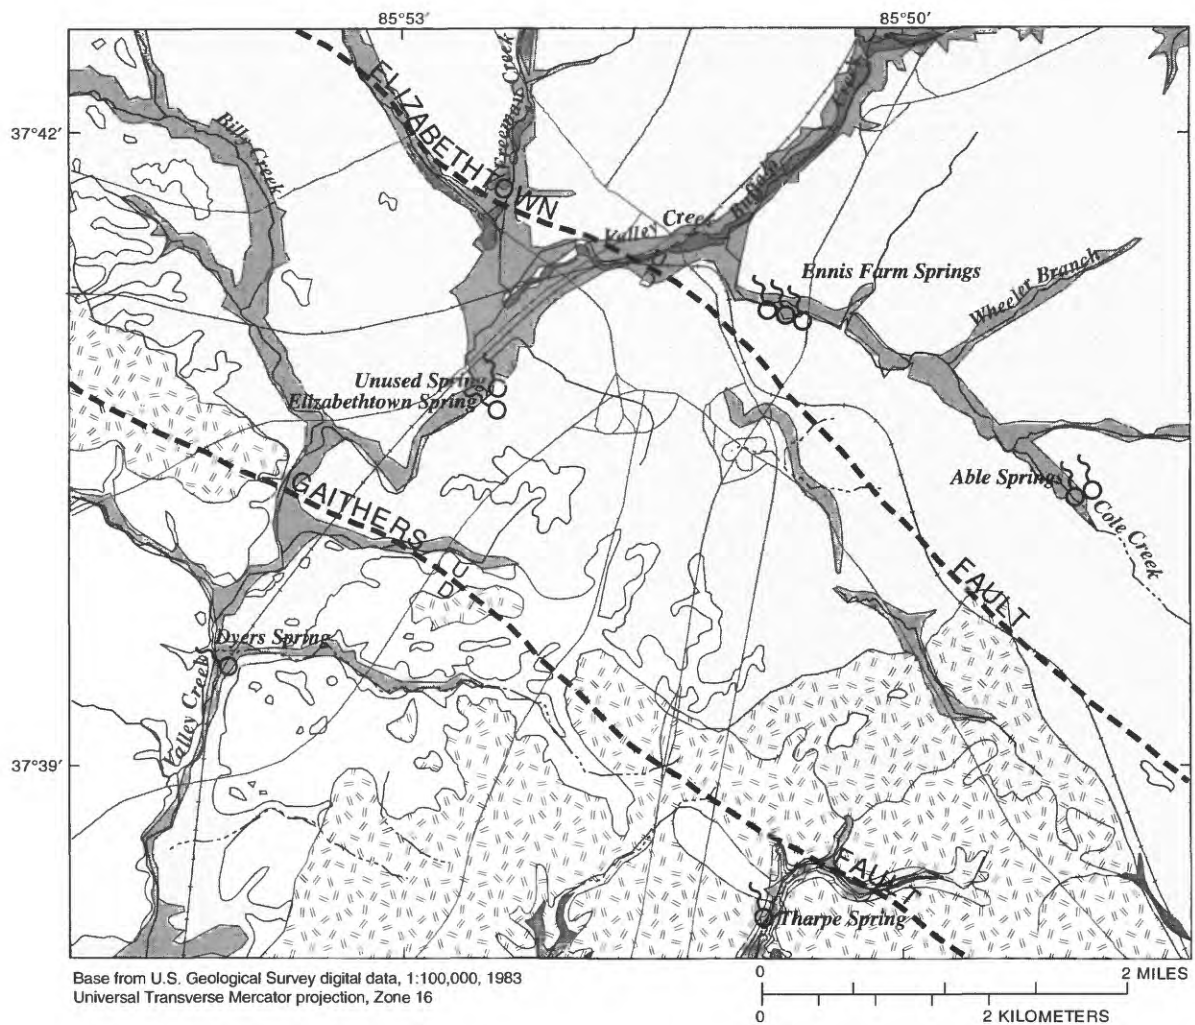 85°53'
85°50'
37°42'
ELIZABETHTOWN
Freeman Creek
Billy Creek
Buffalo Creek
Valley Creek
Ennis Farm Springs
Wheeler Branch
Unused Spring
Elizabethtown Spring
GAITHERS
U
D
Able Springs
Cole Creek
FAULT
Dyers Spring
Valley Creek
37°39'
FAULT
Tharpe Spring
Base from U.S. Geological Survey digital data, 1:100,000, 1983
Universal Transverse Mercator projection, Zone 16
0
2 MILES
0
2 KILOMETERS